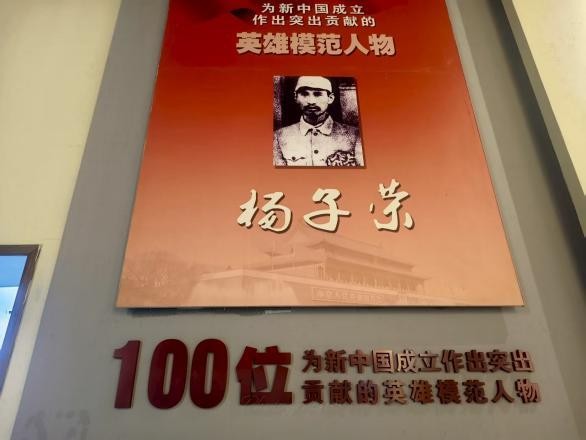 为新中国成立
作出突出贡献的
英雄模范人物
杨子荣
100位
为新中国成立作出突出
贡献的英雄模范人物